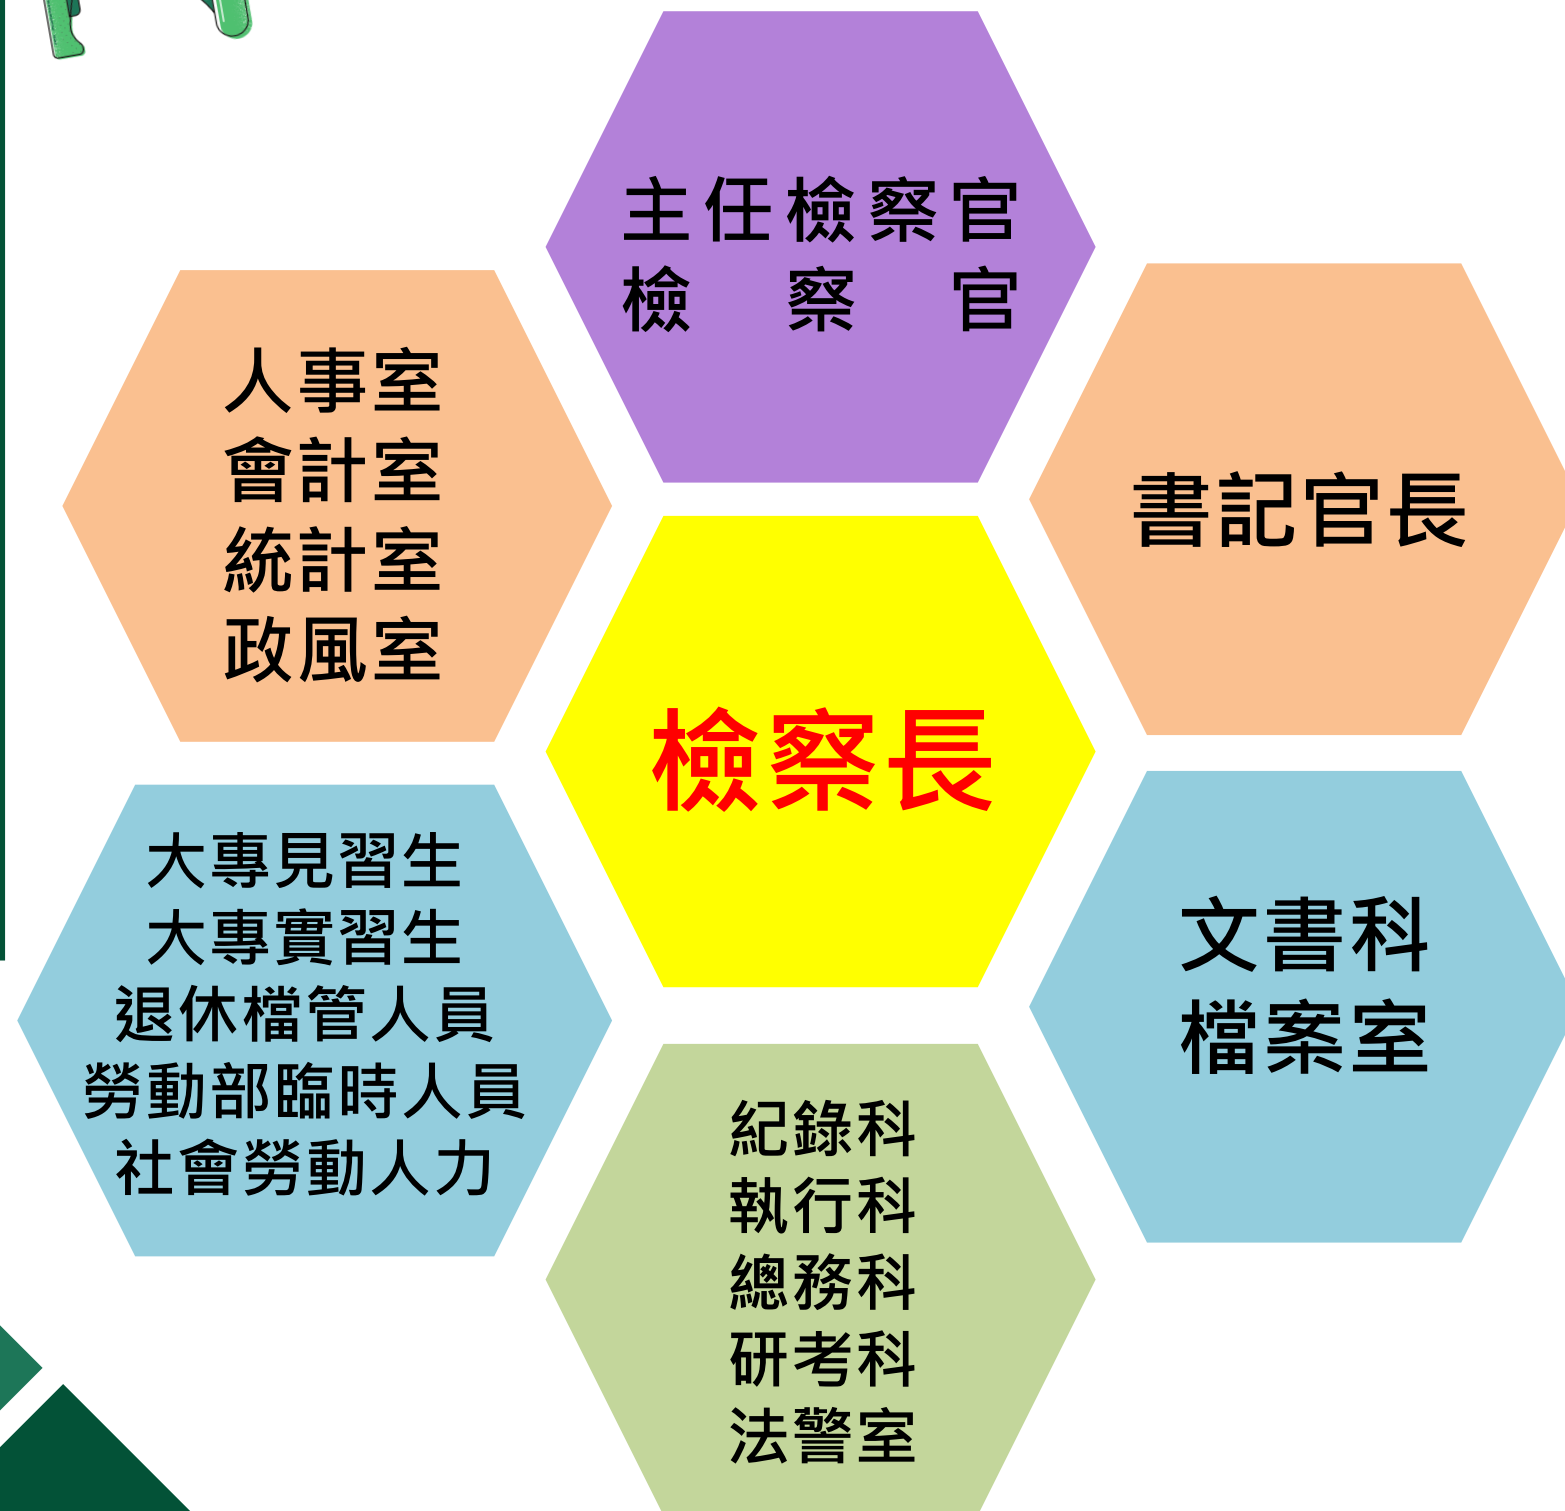 主任檢察官
檢察官
人事室
會計室
統計室
政風室
書記官長
檢察長
大專見習生
大專實習生
退休檔管人員
勞動部臨時人員
社會勞動人力
文書科
檔案室
紀錄科
執行科
總務科
研考科
法警室